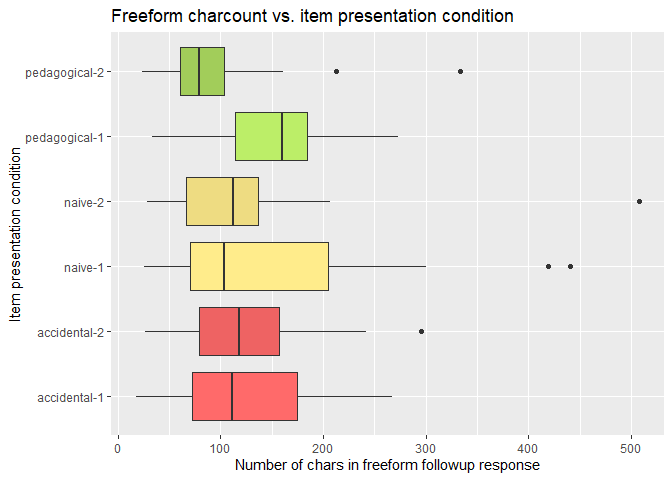 Freeform charcount vs. item presentation condition
pedagogical-2
pedagogical-1
naive-2
naive-1
accidental-2
accidental-1
Item presentation condition
0 100 200 300 400 500
Number of chars in freeform followup response